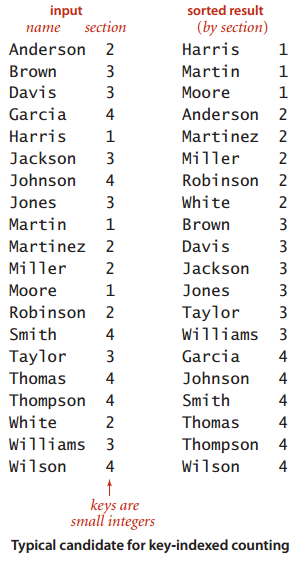 input sorted result
name section (by section)
Anderson 2 Harris 1
Brown 3 Martin 1
Davis 3 Moore 1
Garcia 4 Anderson 2
Harris 1 Martinez 2
Jackson 3 Miller 2
Johnson 4 Robinson 2
Jones 3 White 2
Martin 1 Brown 3
Martinez 2 Davis 3
Miller 2 Jackson 3
Moore 1 Jones 3
Robinson 2 Taylor 3
Smith 4 Williams 3
Taylor 3 Garcia 4
Thomas 4 Johnson 4
Thompson 4 Smith 4
White 2 Thomas 4
Williams 3 Thompson 4
Wilson 4 Wilson 4
keys are
small integers
Typical candidate for key-indexed counting